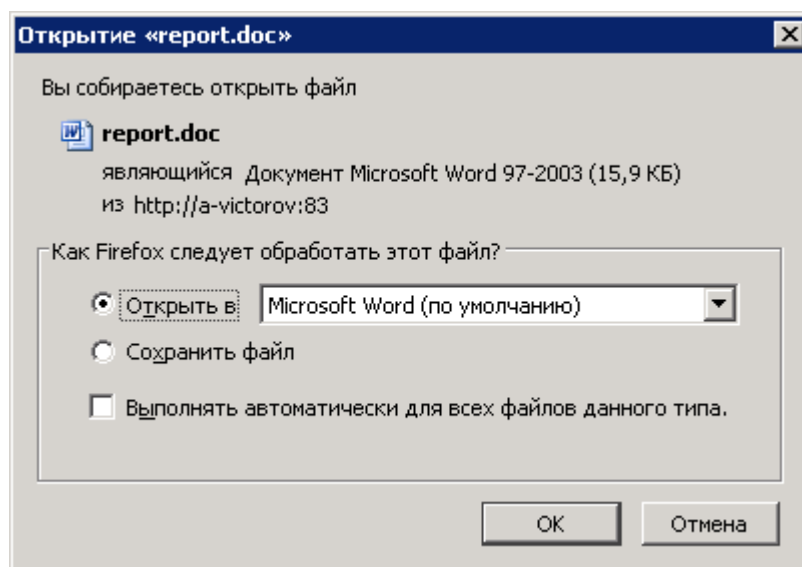 Открытие «report.doc»
Вы собираетесь открыть файл
report.doc
являющийся Документ Microsoft Word 97-2003 (15,9 КБ)
из http://a-victorov:83
Как Firefox следует обработать этот файл?
Открыть в Microsoft Word (по умолчанию)
Сохранить файл
Выполнять автоматически для всех файлов данного типа.
ОК Отмена